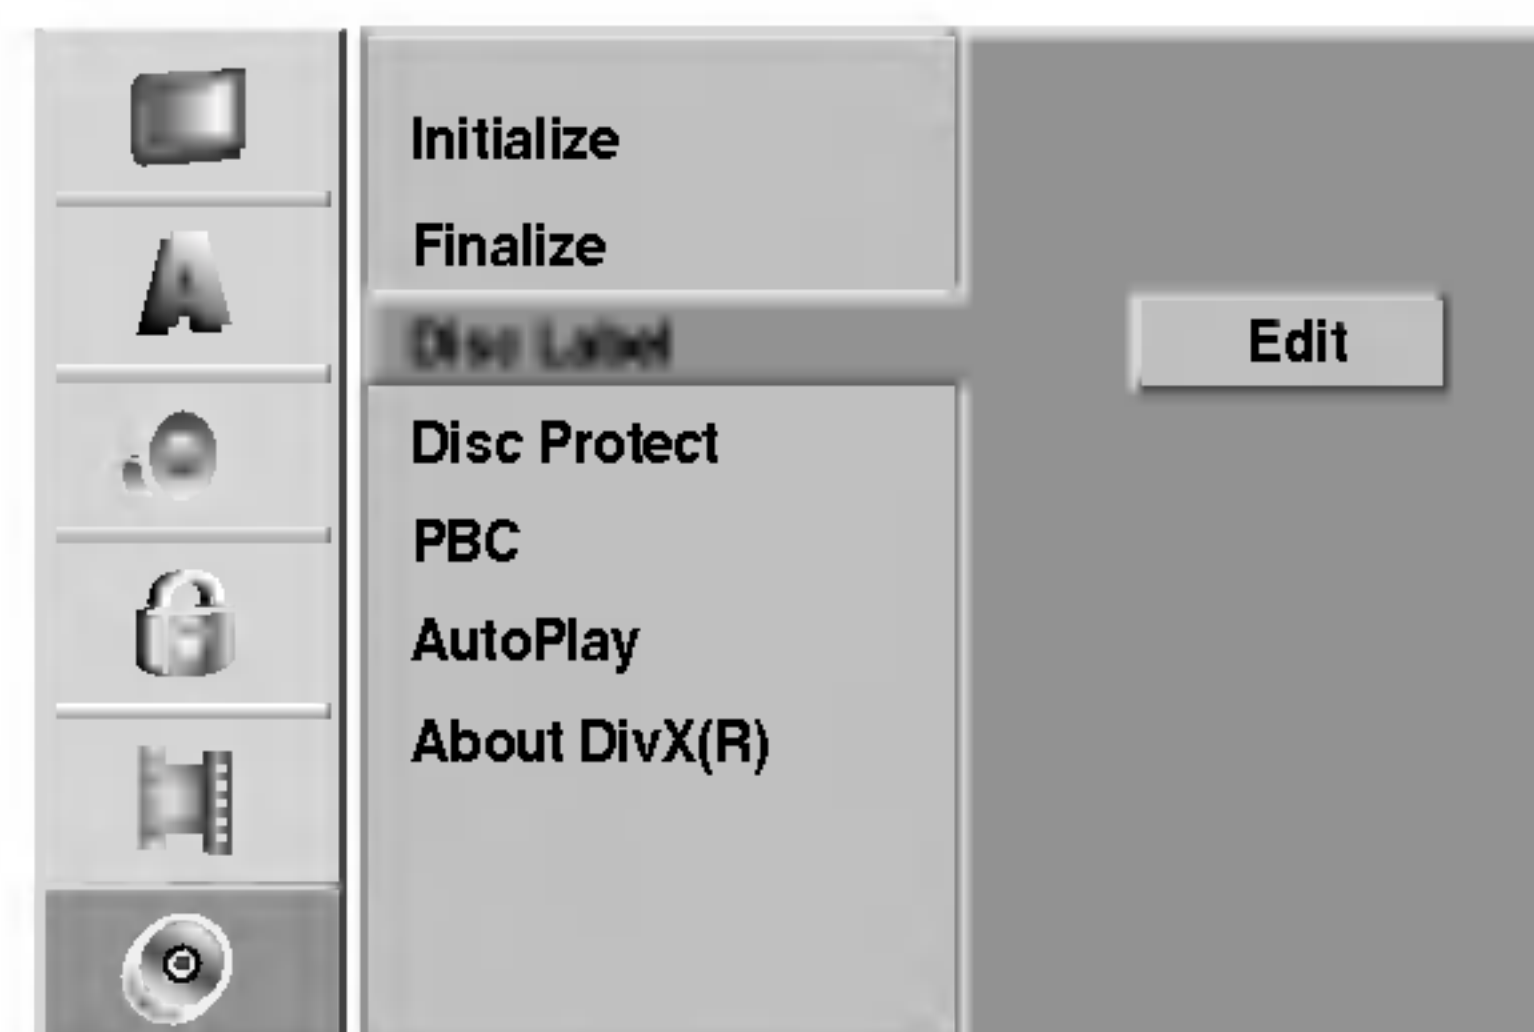 Initialize
Finalize
Disc Label
Edit
Disc Protect
PBC
AutoPlay
About DivX(R)